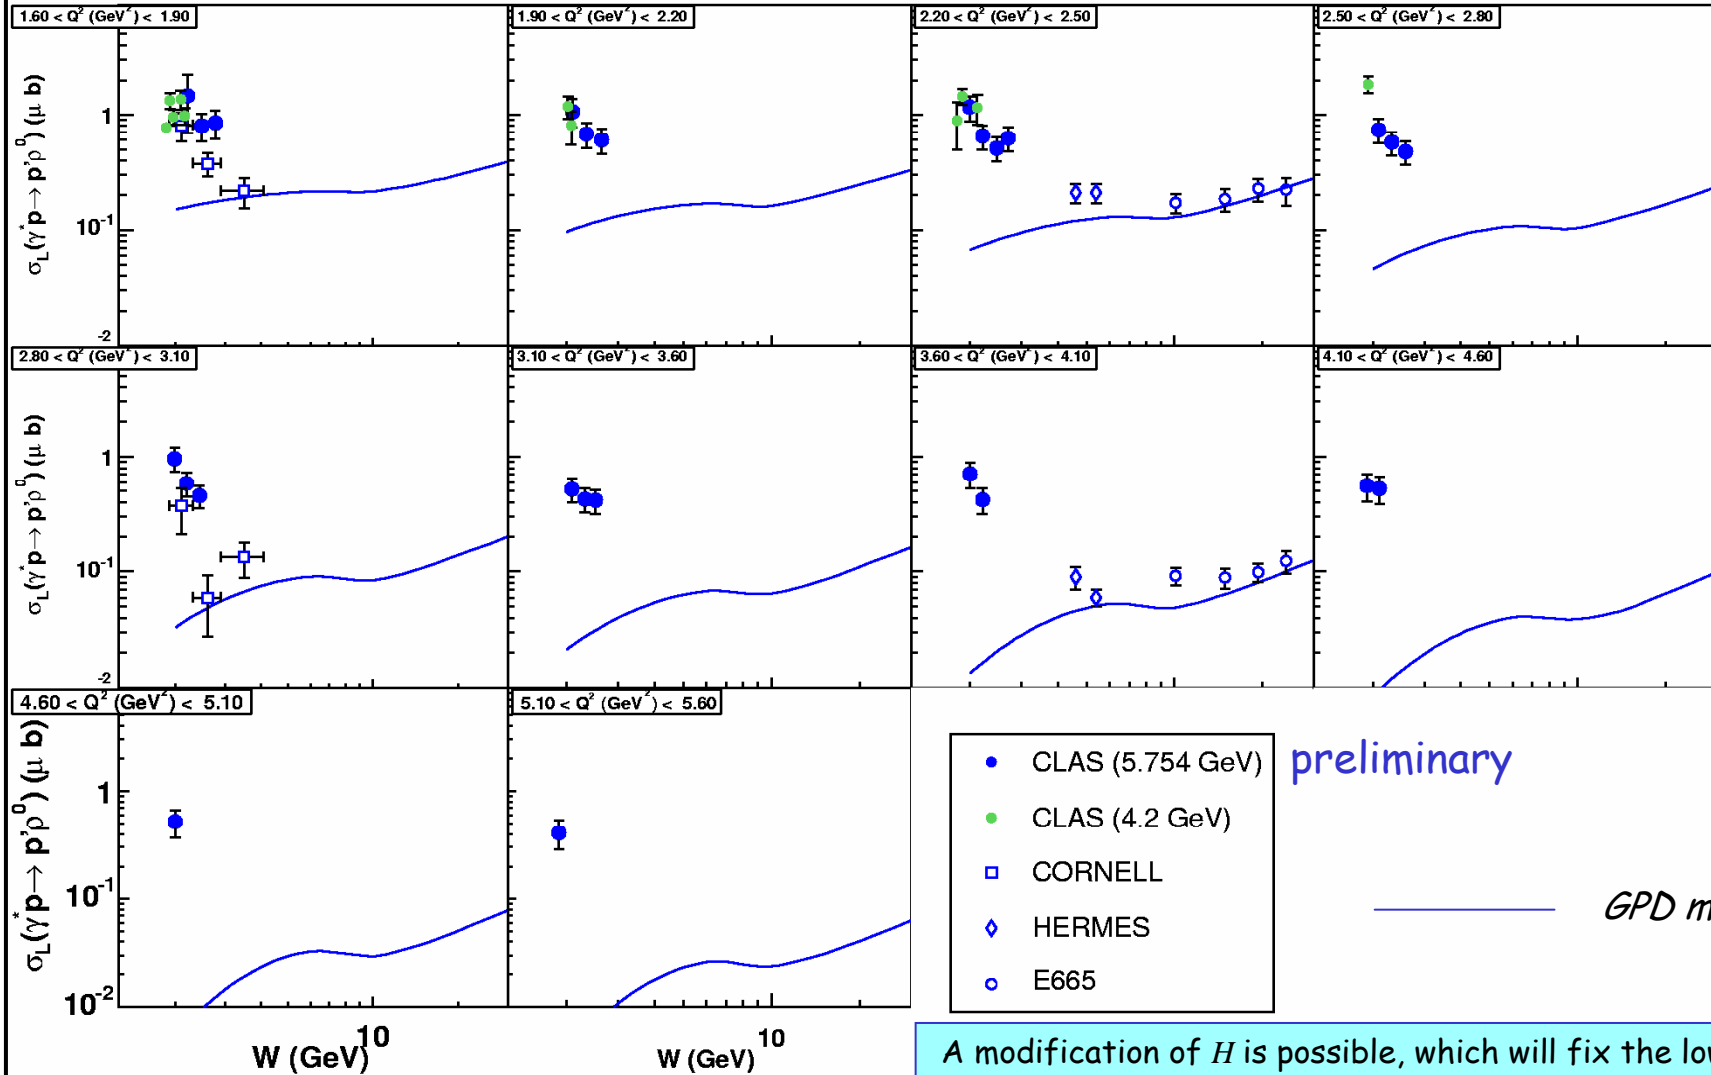 1.60 < Q² (GeV²) < 1.90
1.90 < Q² (GeV²) < 2.20
2.20 < Q² (GeV²) < 2.50
2.50 < Q² (GeV²) < 2.80
σL(γ*p→ p'ρ⁰) (μ b)
1
10⁻¹
-2
2.80 < Q² (GeV²) < 3.10
3.10 < Q² (GeV²) < 3.60
3.60 < Q² (GeV²) < 4.10
4.10 < Q² (GeV²) < 4.60
σL(γ*p→ p'ρ⁰) (μ b)
1
10⁻¹
-2
4.60 < Q² (GeV²) < 5.10
5.10 < Q² (GeV²) < 5.60
σL(γ*p→ p'ρ⁰) (μ b)
1
10⁻¹
10⁻²
10
W (GeV)
10
W (GeV)
CLAS (5.754 GeV)
preliminary
CLAS (4.2 GeV)
CORNELL
HERMES
E665
GPD m
A modification of H is possible, which will fix the low